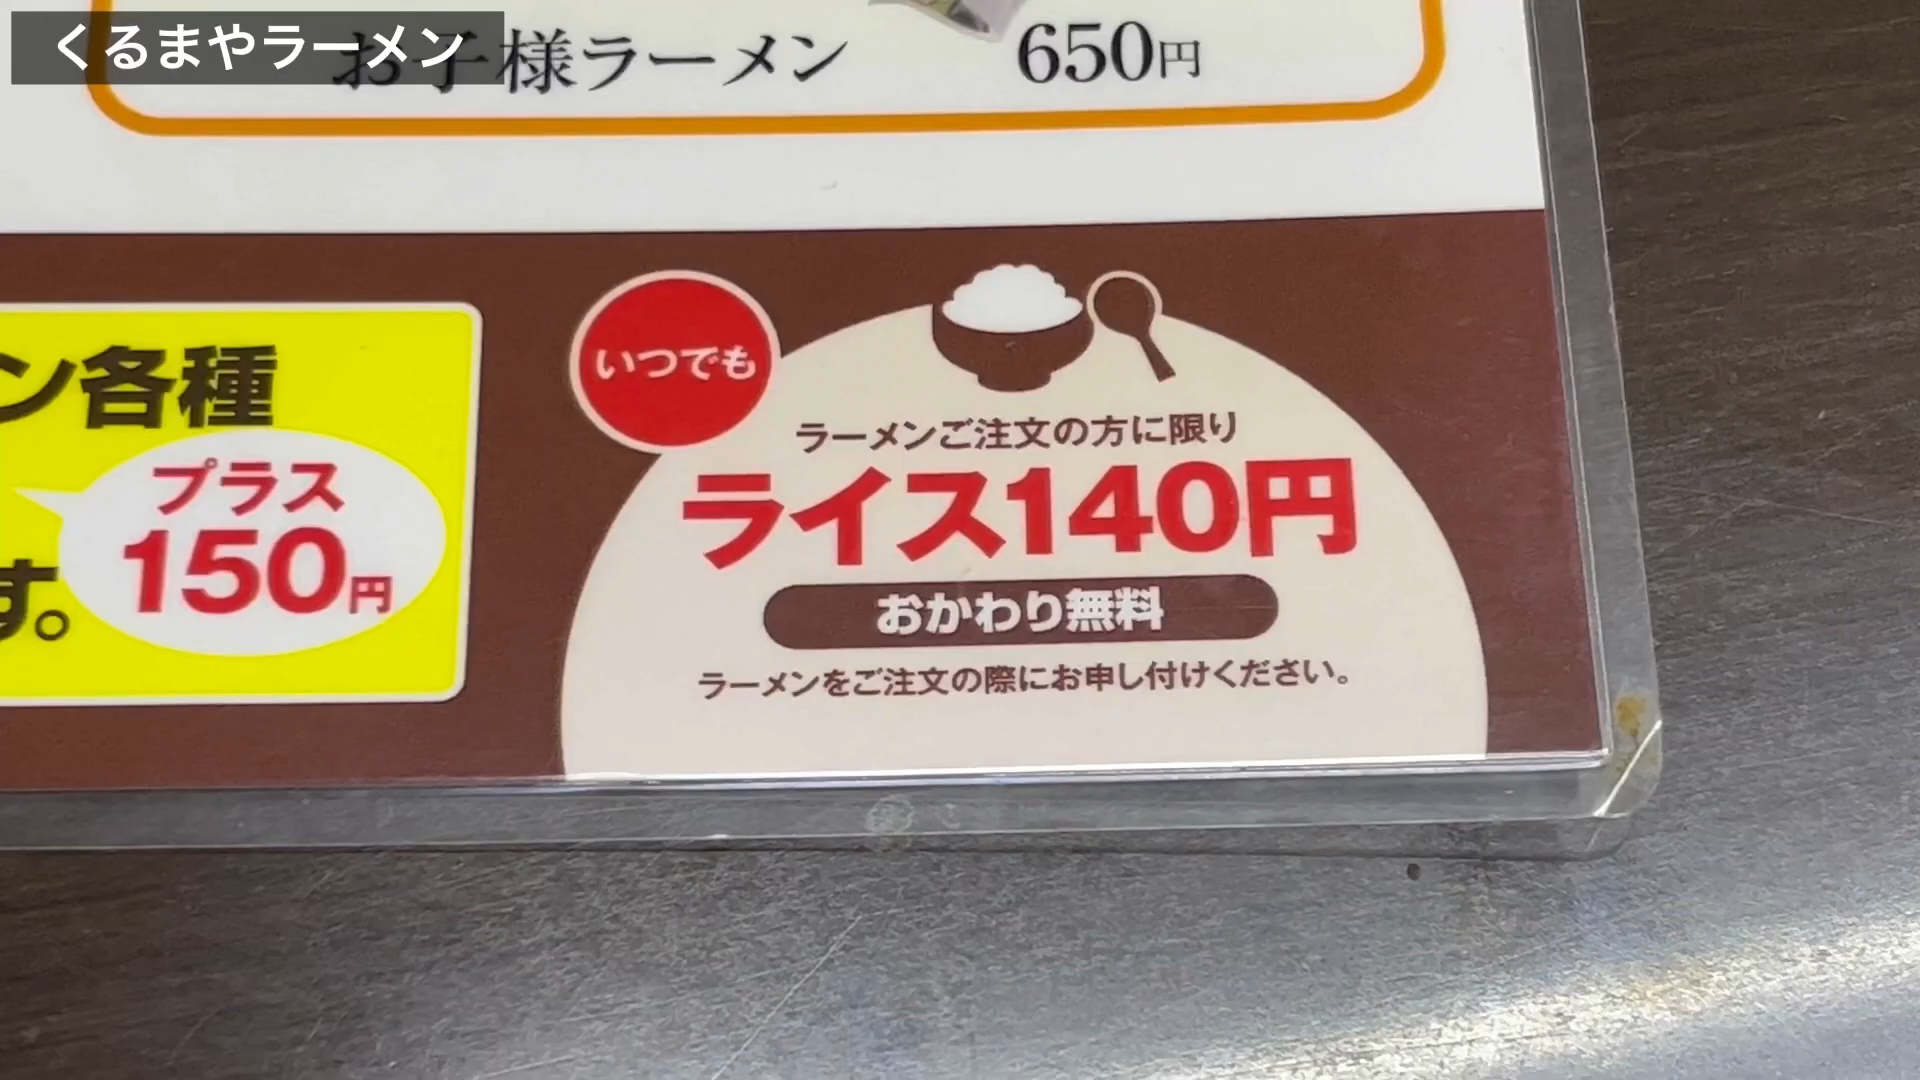 くるまやラーメン
お子様ラーメン 650円
いつでも
ラーメンご注文の方に限り
ライス140円
おかわり無料
ラーメンをご注文の際にお申し付けください。
ン各種
プラス
150円
す。